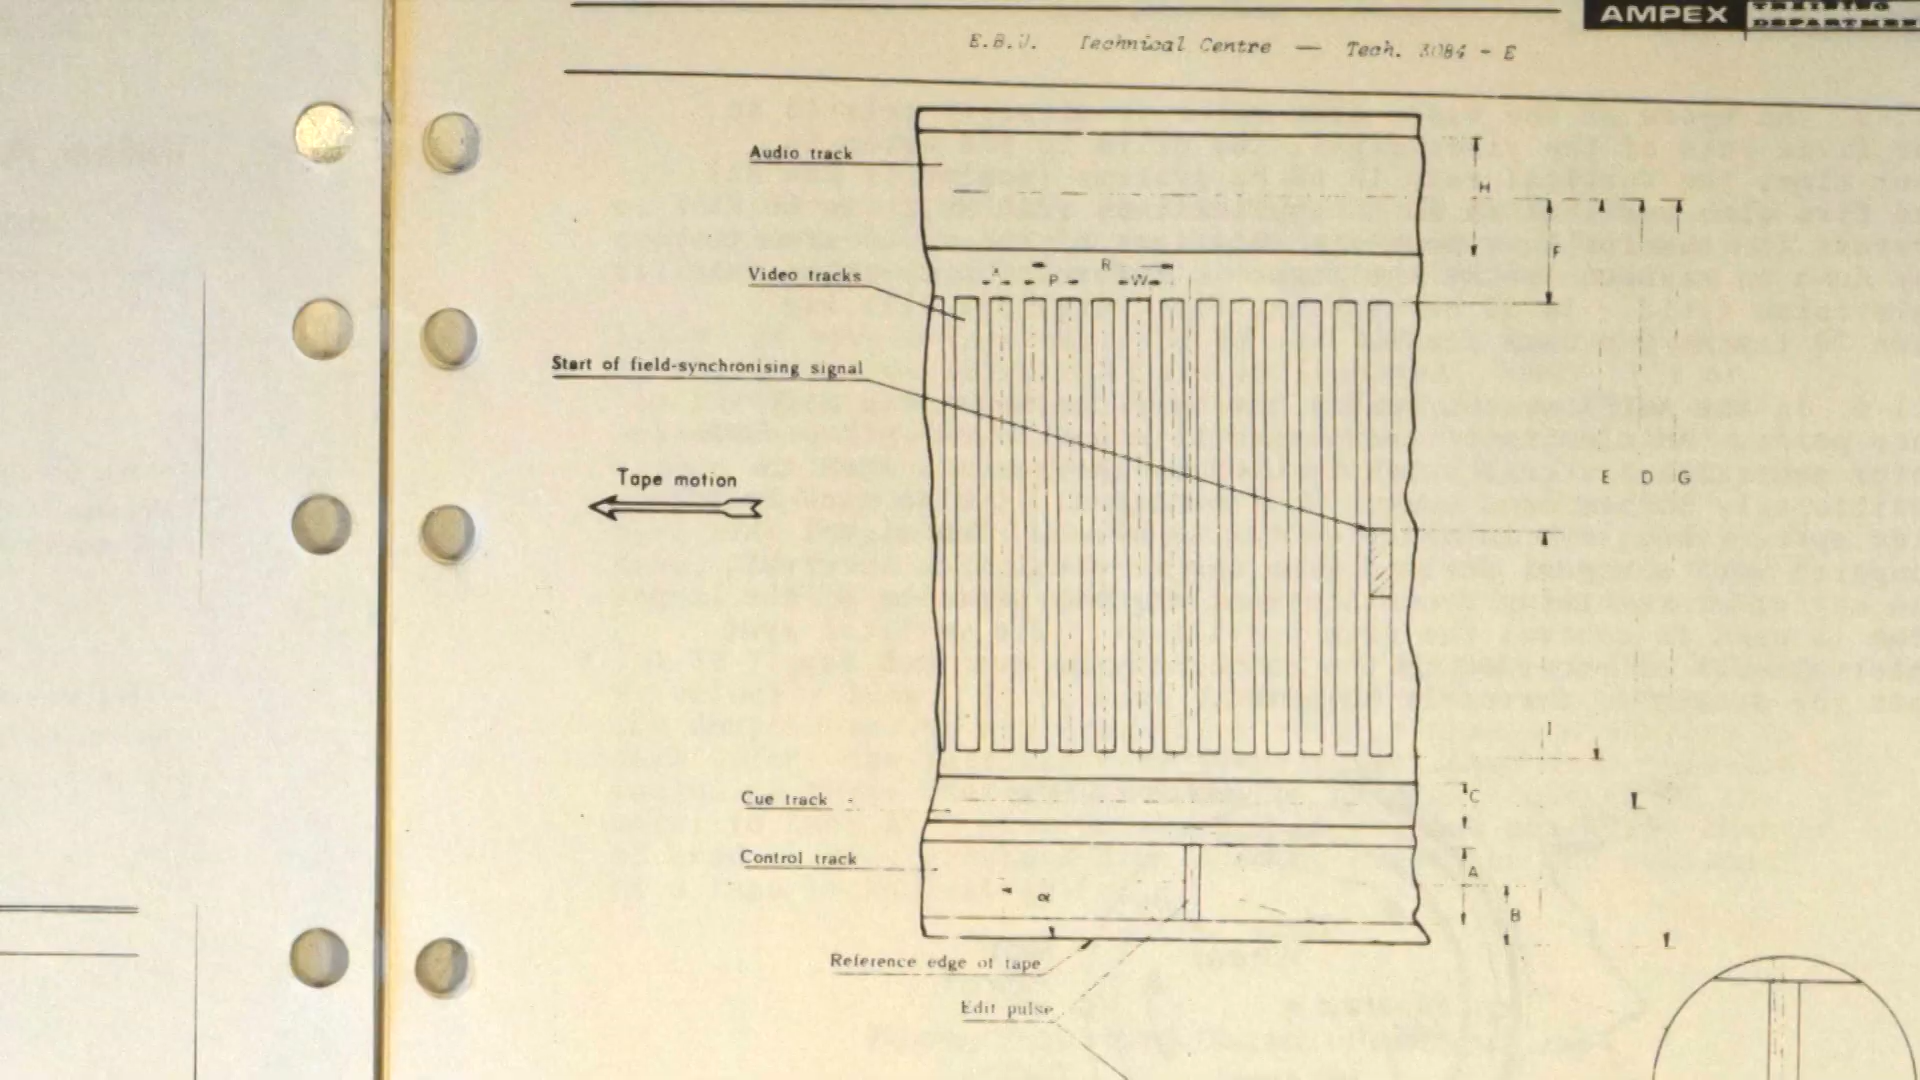 AMPEX
E.B.U. Technical Centre — Tech. 3084 - E
Audio track
H
F
R
Video tracks
P
W
Start of field-synchronising signal
Tape motion
E D G
I
Cue track
C
Control track
A
α
B
Reference edge of tape
Edit pulse